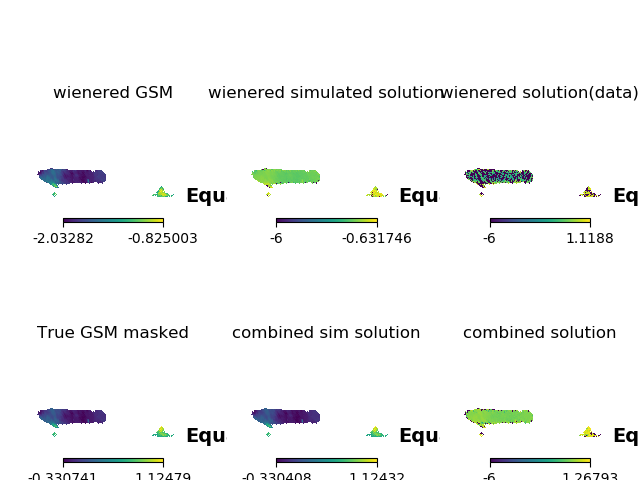 wienered GSM
wienered simulated solution
wienered solution(data)
Equ
Equ
Eq
-2.03282
-0.825003
-6
-0.631746
-6
1.1188
True GSM masked
combined sim solution
combined solution
Equ
Equ
Eq
-0.330741
1.12479
-0.330408
1.12432
-6
1.26793